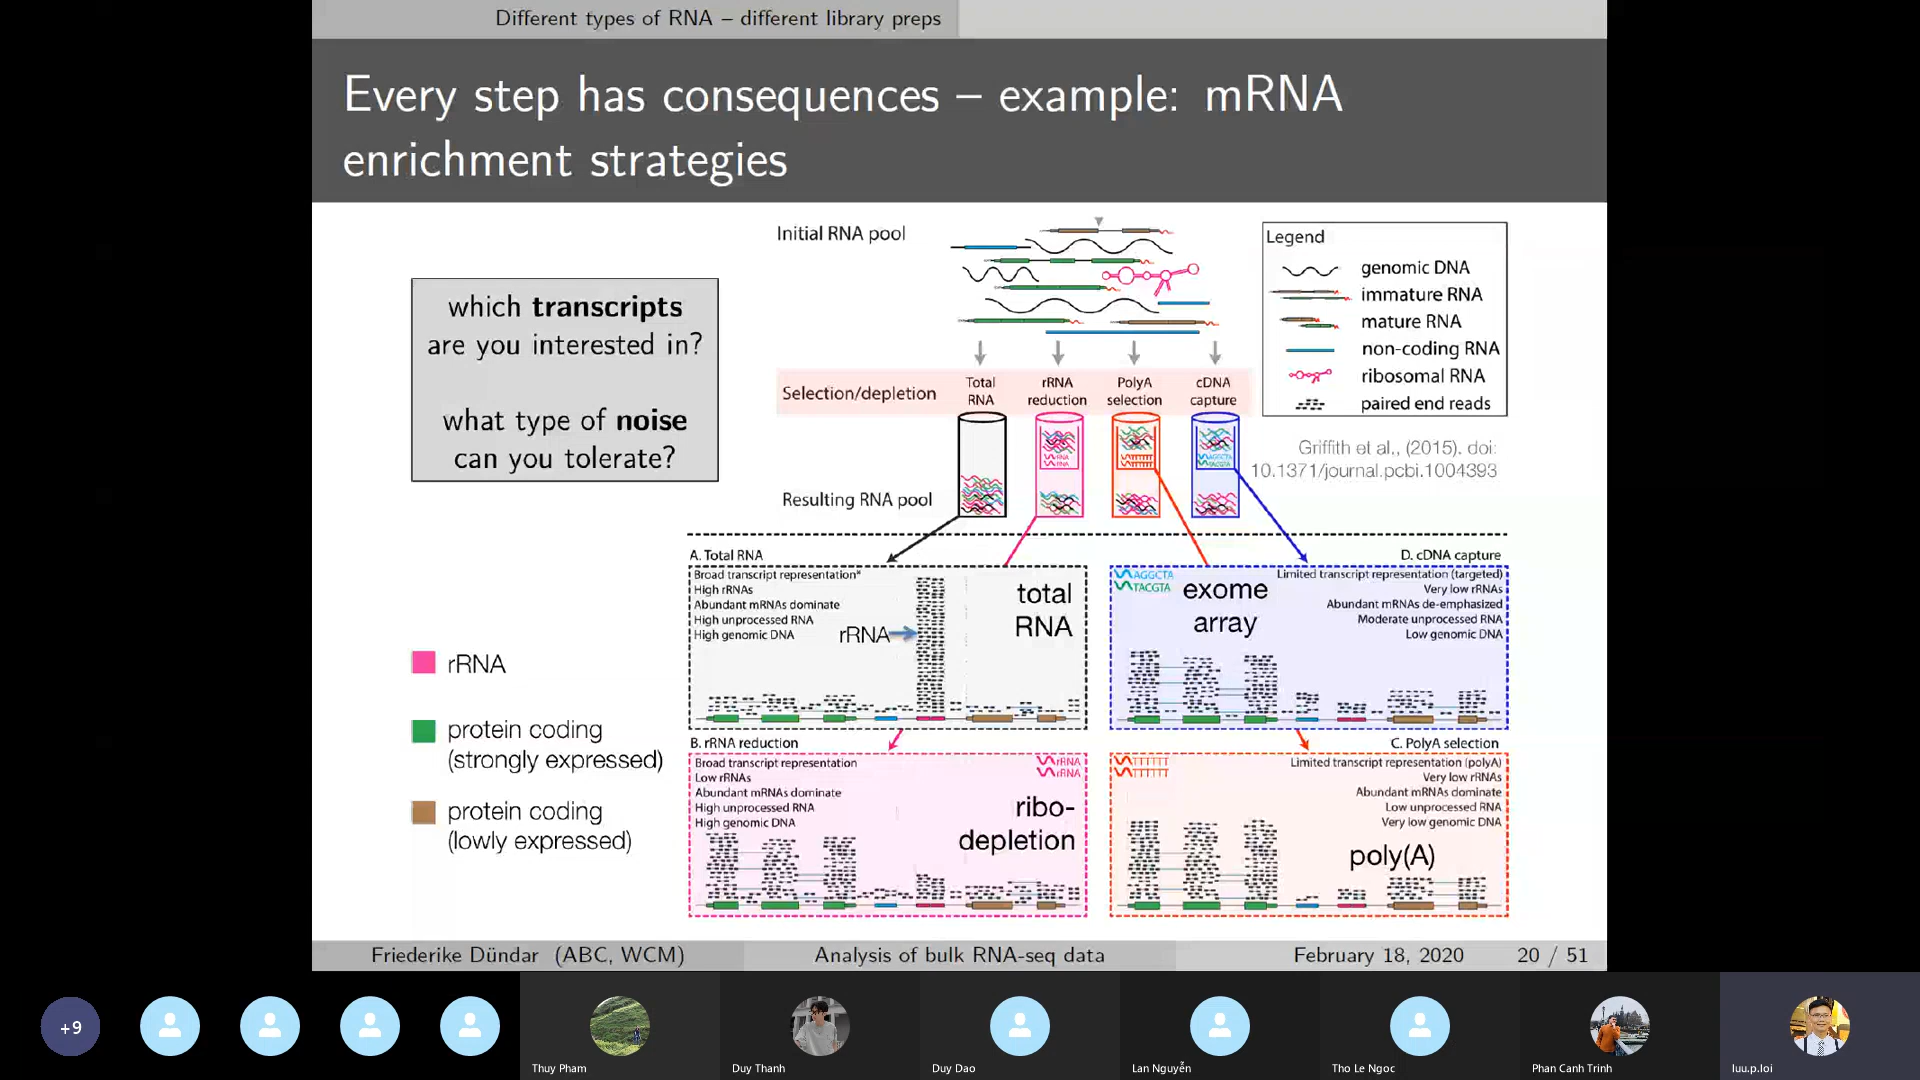 Different types of RNA – different library preps
Every step has consequences – example: mRNA
enrichment strategies
which transcripts
are you interested in?
what type of noise
can you tolerate?
Initial RNA pool
Legend
genomic DNA
immature RNA
mature RNA
non-coding RNA
ribosomal RNA
paired end reads
Selection/depletion
Total
RNA
rRNA
reduction
PolyA
selection
cDNA
capture
Griffith et al., (2015). doi:
10.1371/journal.pcbi.1004393
Resulting RNA pool
A. Total RNA
Broad transcript representation*
High rRNAs
Abundant mRNAs dominate
High unprocessed RNA
High genomic DNA
rRNA
total
RNA
D. cDNA capture
AGGCTA
TACGTA
exome
array
Limited transcript representation (targeted)
Very low rRNAs
Abundant mRNAs de-emphasized
Moderate unprocessed RNA
Low genomic DNA
rRNA
protein coding
(strongly expressed)
protein coding
(lowly expressed)
B. rRNA reduction
Broad transcript representation
Low rRNAs
Abundant mRNAs dominate
High unprocessed RNA
High genomic DNA
rRNA
rRNA
ribo-
depletion
C. PolyA selection
TTTTTT
TTTTTT
Limited transcript representation (polyA)
Very low rRNAs
Abundant mRNAs dominate
Low unprocessed RNA
Very low genomic DNA
poly(A)
Friederike Dündar (ABC, WCM)
Analysis of bulk RNA-seq data
February 18, 2020
20 / 51
+9
Thuy Pham
Duy Thanh
Duy Dao
Lan Nguyễn
Tho Le Ngoc
Phan Canh Trinh
luu.p.loi